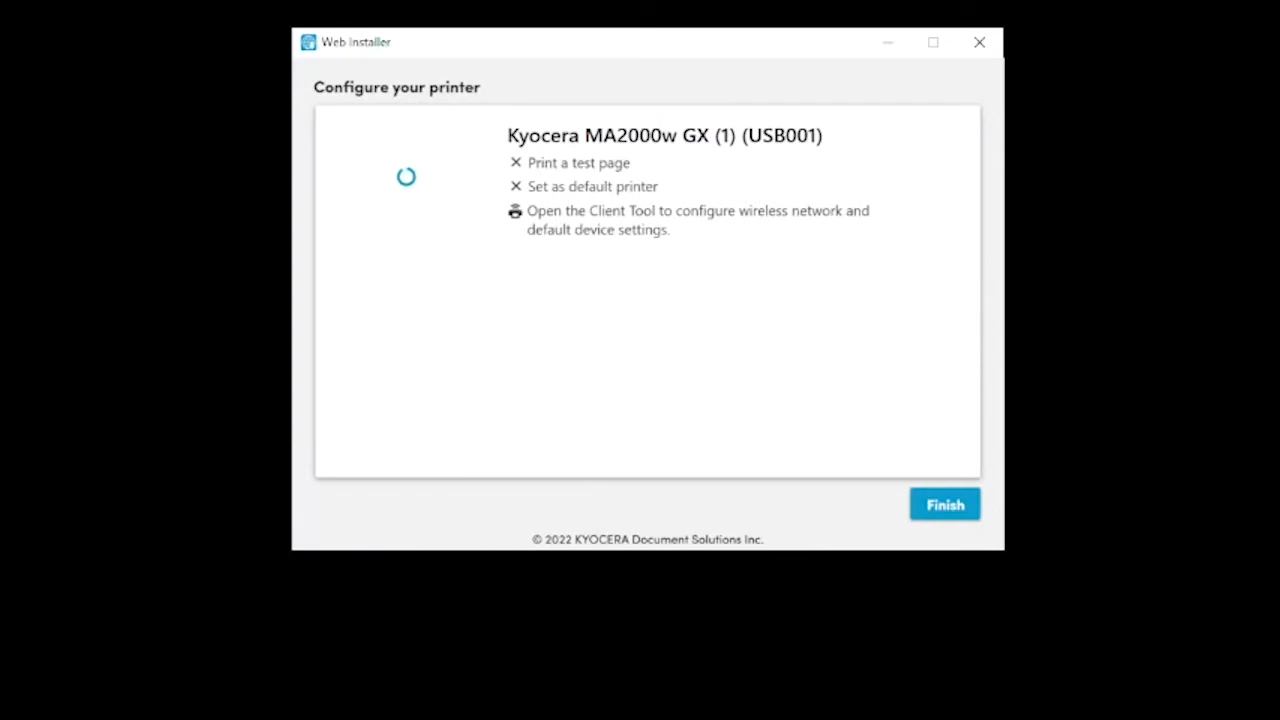 Web Installer
Configure your printer
Kyocera MA2000w GX (1) (USB001)
Print a test page
Set as default printer
Open the Client Tool to configure wireless network and
default device settings.
Finish
© 2022 KYOCERA Document Solutions Inc.